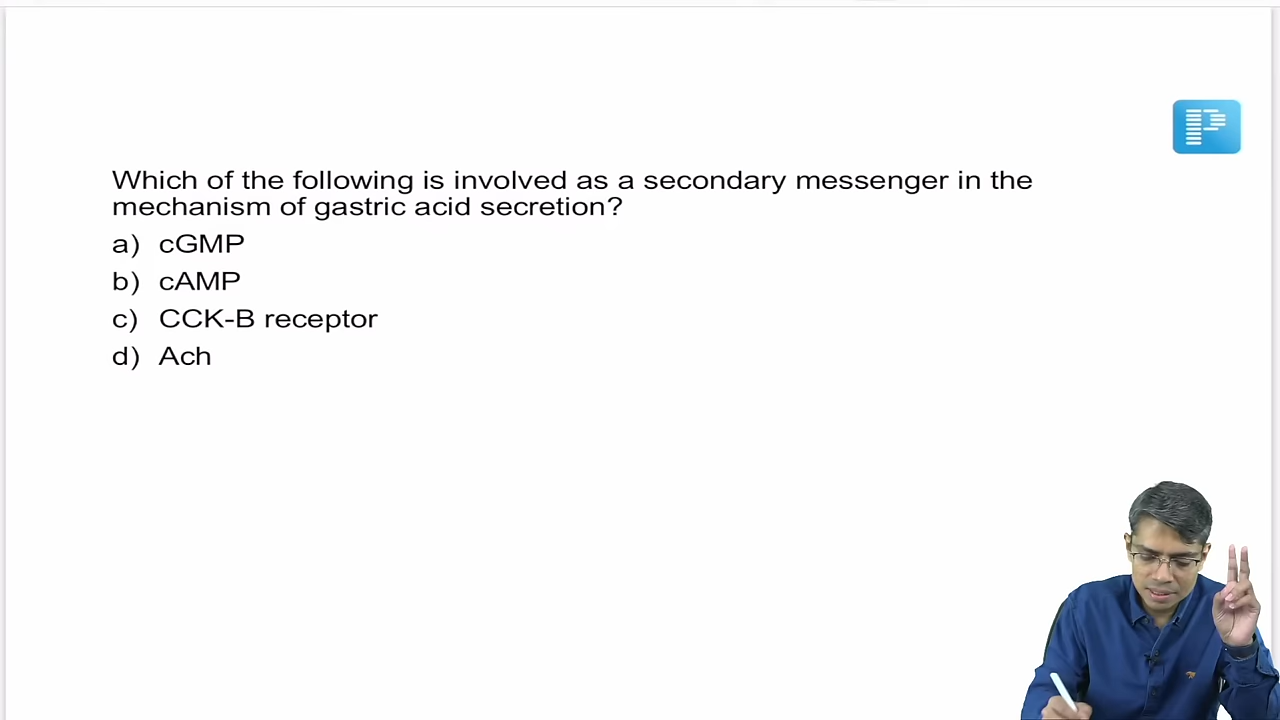 Which of the following is involved as a secondary messenger in the
mechanism of gastric acid secretion?
a) cGMP
b) cAMP
c) CCK-B receptor
d) Ach